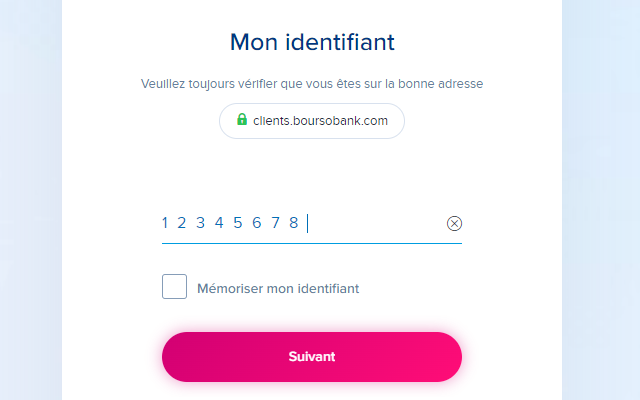 Mon identifiant
Veuillez toujours vérifier que vous êtes sur la bonne adresse
clients.boursobank.com
1 2 3 4 5 6 7 8
Mémoriser mon identifiant
Suivant